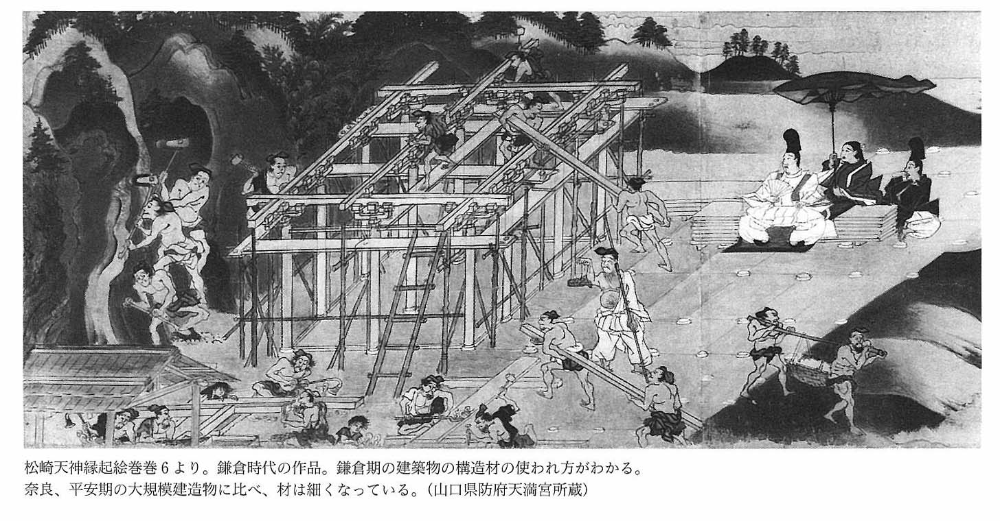 松崎天神縁起絵巻巻6より。鎌倉時代の作品。鎌倉期の建築物の構造材の使われ方がわかる。
奈良、平安期の大規模建造物に比べ、材は細くなっている。（山口県防府天満宮所蔵）